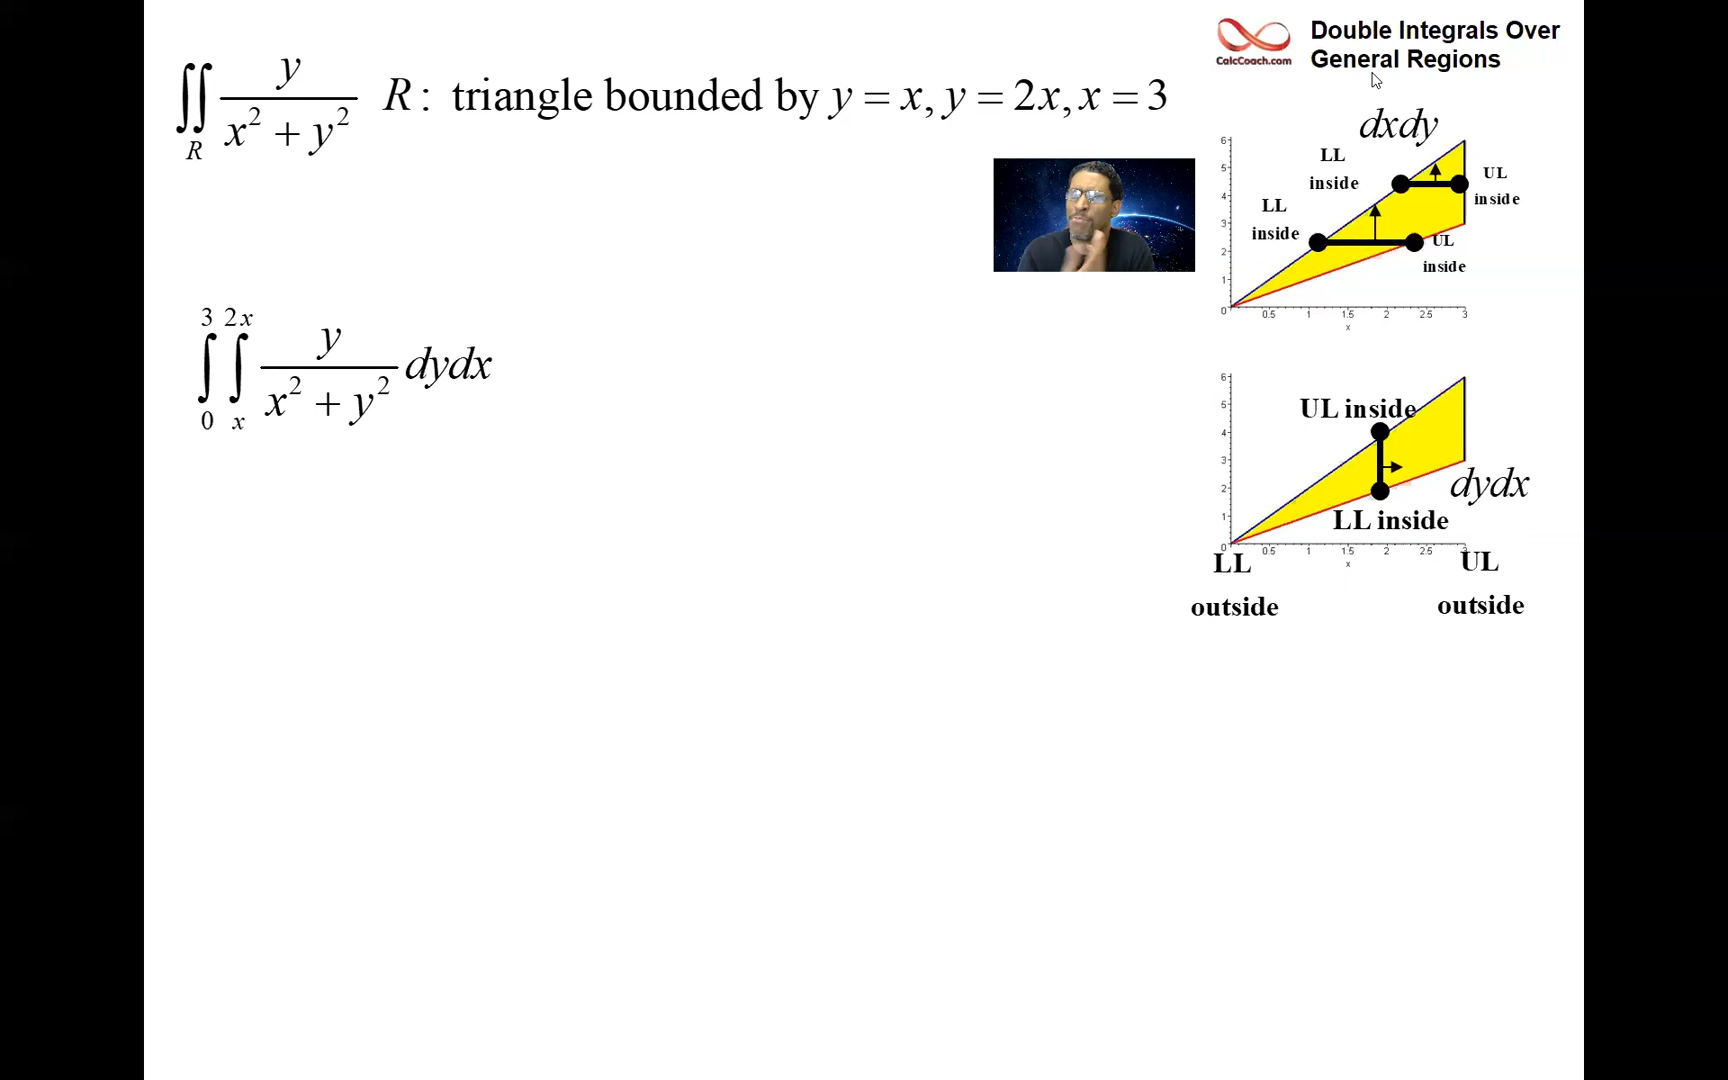 CalcCoach.com
Double Integrals Over
General Regions
∬_R y/(x² + y²) R: triangle bounded by y = x, y = 2x, x = 3
dxdy
LL inside
UL inside
LL inside
UL inside
6
5
4
3
2
1
0
0.5 1 1.5 2 2.5 3
x
∫_0^3 ∫_x^{2x} y/(x² + y²) dydx
UL inside
dydx
LL inside
6
5
4
3
2
1
0
0.5 1 1.5 2 2.5 3
x
LL outside
UL outside